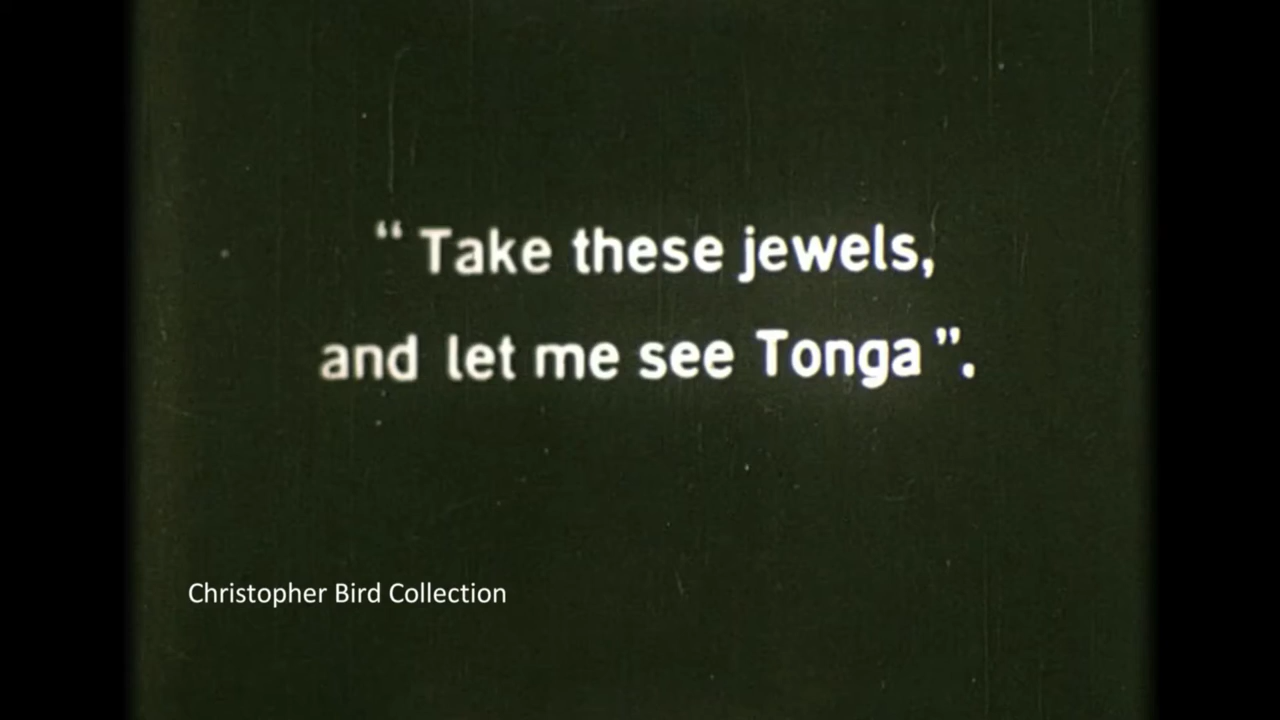 “ Take these jewels,
and let me see Tonga ”.
Christopher Bird Collection